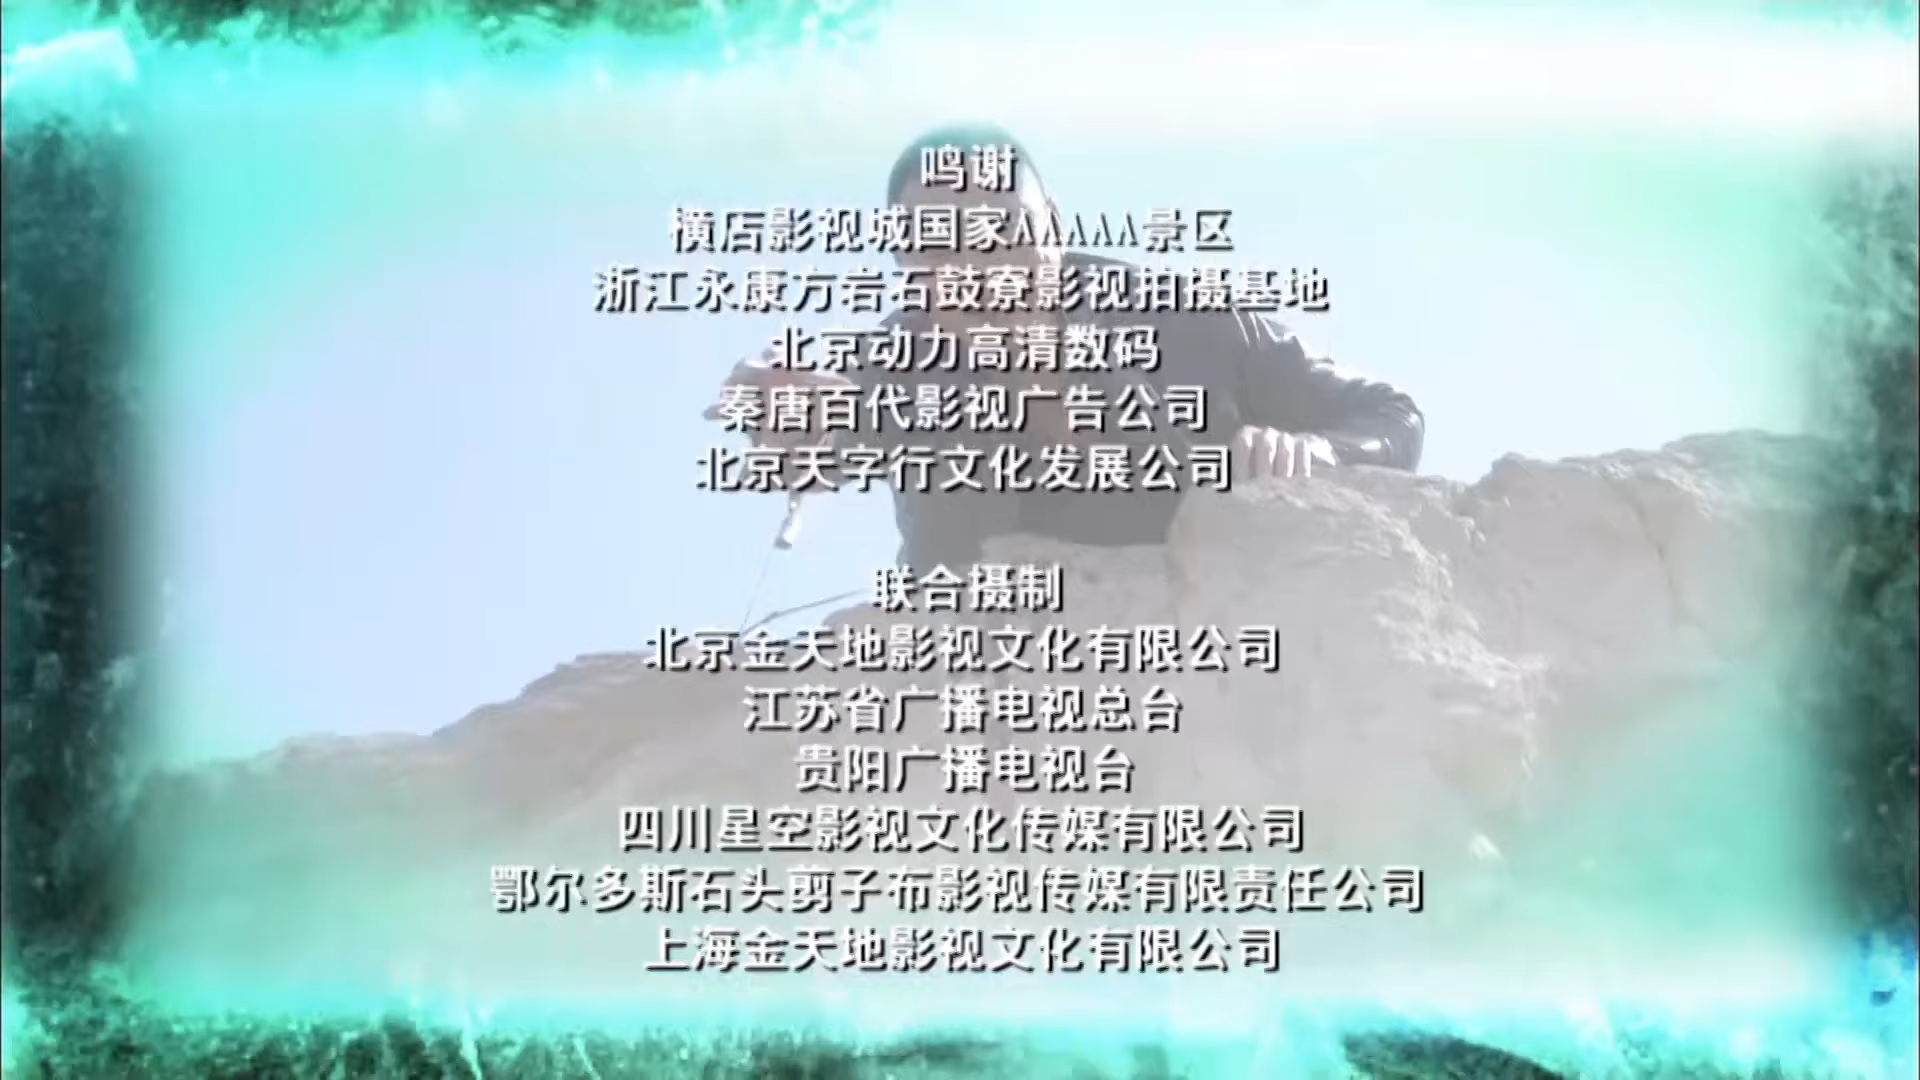 鸣谢
横店影视城国家AAAAA景区
浙江永康方岩石鼓寮影视拍摄基地
北京动力高清数码
秦唐百代影视广告公司
北京天字行文化发展公司
联合摄制
北京金天地影视文化有限公司
江苏省广播电视总台
贵阳广播电视台
四川星空影视文化传媒有限公司
鄂尔多斯石头剪子布影视传媒有限责任公司
上海金天地影视文化有限公司